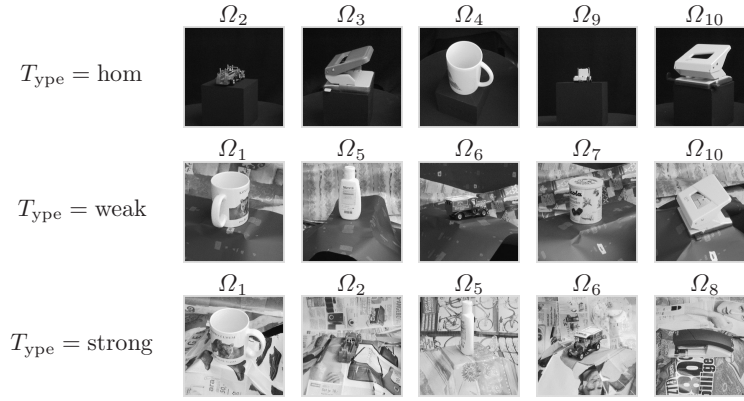 Ω₂ Ω₃ Ω₄ Ω₉ Ω₁₀
Type = hom
Ω₁ Ω₅ Ω₆ Ω₇ Ω₁₀
Type = weak
Ω₁ Ω₂ Ω₅ Ω₆ Ω₈
Type = strong